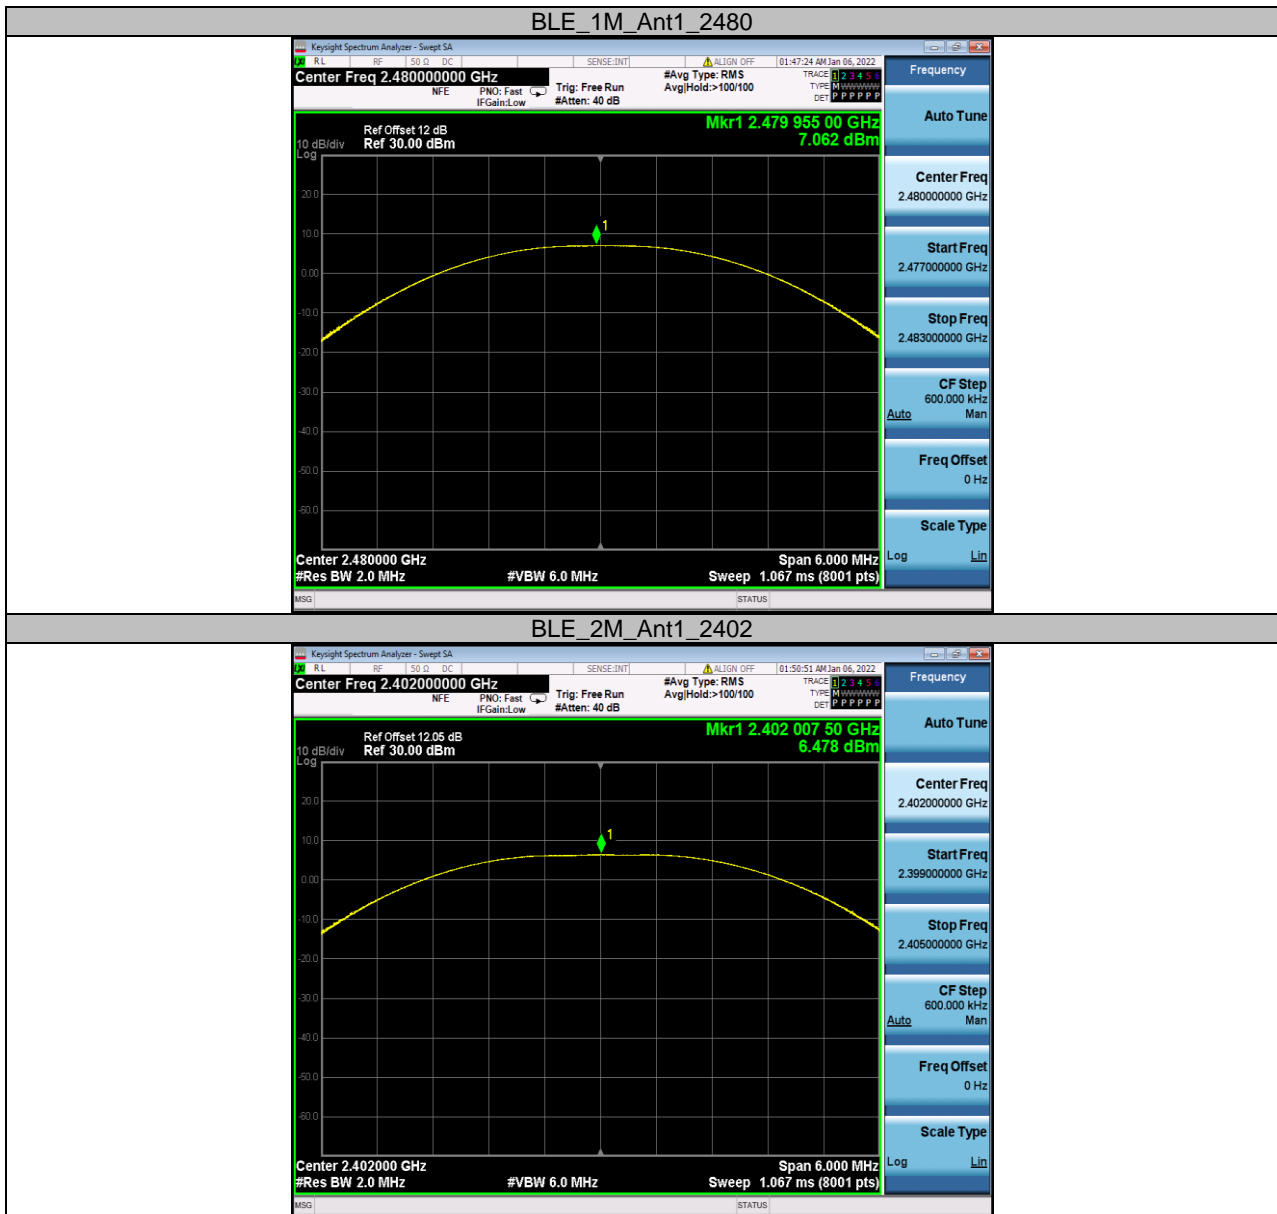 BLE_1M_Ant1_2480
Keysight Spectrum Analyzer - Swept SA
RL RF 50 Ω DC SENSE:INT ALIGN OFF 01:47:24 AM Jan 06, 2022
Center Freq 2.480000000 GHz
NFE PNO: Fast Trig: Free Run #Avg Type: RMS TRACE 1 2 3 4 5 6
IFGain:Low #Atten: 40 dB Avg|Hold:>100/100 TYPE M WWWWW
DET P P P P P P
Frequency
Auto Tune
Mkr1 2.479 955 00 GHz
Ref Offset 12 dB
10 dB/div Ref 30.00 dBm 7.062 dBm
Log
20.0
10.0
0.00
-10.0
-20.0
-30.0
-40.0
-50.0
-60.0
1
Center Freq
2.480000000 GHz
Start Freq
2.477000000 GHz
Stop Freq
2.483000000 GHz
CF Step
600.000 kHz
Auto Man
Freq Offset
0 Hz
Scale Type
Log Lin
Center 2.480000 GHz Span 6.000 MHz
#Res BW 2.0 MHz #VBW 6.0 MHz Sweep 1.067 ms (8001 pts)
MSG STATUS
BLE_2M_Ant1_2402
Keysight Spectrum Analyzer - Swept SA
RL RF 50 Ω DC SENSE:INT ALIGN OFF 01:50:51 AM Jan 06, 2022
Center Freq 2.402000000 GHz
NFE PNO: Fast Trig: Free Run #Avg Type: RMS TRACE 1 2 3 4 5 6
IFGain:Low #Atten: 40 dB Avg|Hold:>100/100 TYPE M WWWWW
DET P P P P P P
Frequency
Auto Tune
Mkr1 2.402 007 50 GHz
Ref Offset 12.05 dB
10 dB/div Ref 30.00 dBm 6.478 dBm
Log
20.0
10.0
0.00
-10.0
-20.0
-30.0
-40.0
-50.0
-60.0
1
Center Freq
2.402000000 GHz
Start Freq
2.399000000 GHz
Stop Freq
2.405000000 GHz
CF Step
600.000 kHz
Auto Man
Freq Offset
0 Hz
Scale Type
Log Lin
Center 2.402000 GHz Span 6.000 MHz
#Res BW 2.0 MHz #VBW 6.0 MHz Sweep 1.067 ms (8001 pts)
MSG STATUS